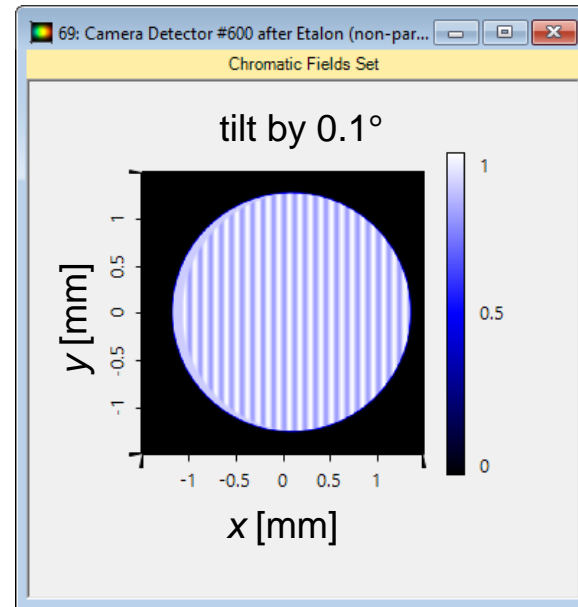 69: Camera Detector #600 after Etalon (non-par...
Chromatic Fields Set
tilt by 0.1°
1
0.5
0
y [mm]
1
0.5
0
-0.5
-1
-1 -0.5 0 0.5 1
x [mm]